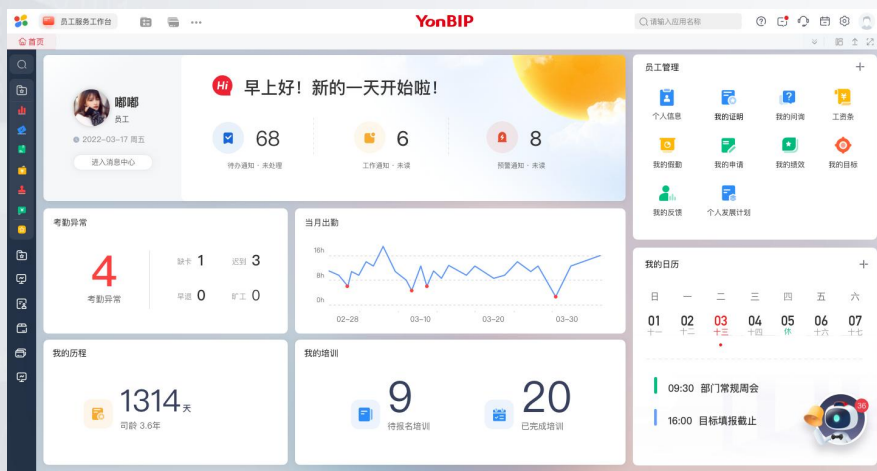 员工服务工作台
YonBIP
请输入应用名称
首页
嘟嘟
员工
2022-03-17 周五
进入消息中心
Hi 早上好！新的一天开始啦！
68
待办通知 · 未处理
6
工作通知 · 未读
8
预警通知 · 未读
员工管理
个人信息
我的证明
我的问询
工资条
我的假勤
我的申请
我的绩效
我的目标
我的反馈
个人发展计划
考勤异常
4
考勤异常
缺卡 1
迟到 3
早退 0
旷工 0
当月出勤
16h
8h
0h
02-28
03-10
03-20
03-30
我的日历
日 一 二 三 四 五 六
01 02 03 04 05 06 07
十一 十二 十三 十四 休 十六 十七
09:30 部门常规周会
16:00 目标填报截止
36
我的历程
1314 天
司龄 3.6年
我的培训
9
待报名培训
20
已完成培训